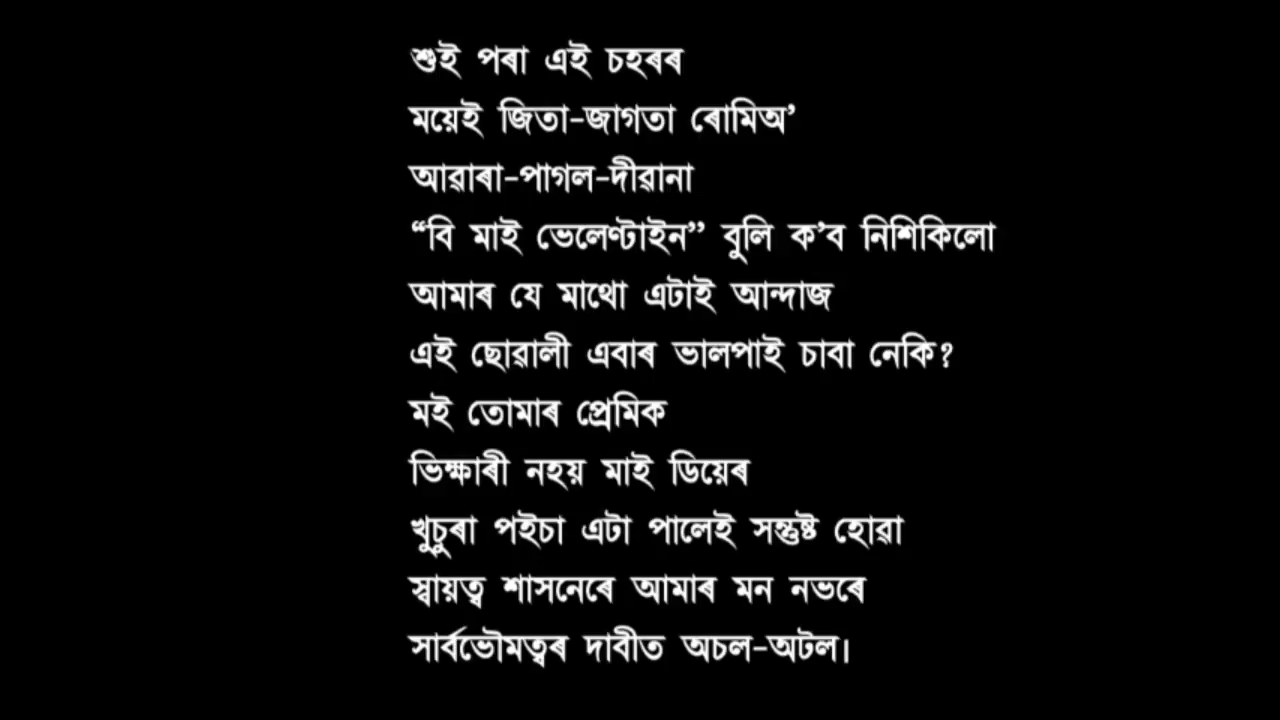 শুই পৰা এই চহৰৰ
ময়েই জিতা-জাগতা ৰোমিঅ’
আৱাৰা-পাগল-দীৱানা
“বি মাই ভেলেণ্টাইন” বুলি ক’ব নিশিকিলো
আমাৰ যে মাথো এটাই আন্দাজ
এই ছোৱালী এবাৰ ভালপাই চাবা নেকি?
মই তোমাৰ প্ৰেমিক
ভিক্ষাৰী নহয় মাই ডিয়েৰ
খুচুৰা পইচা এটা পালেই সন্তুষ্ট হোৱা
স্বায়ত্ব শাসনেৰে আমাৰ মন নভৰে
সাৰ্বভৌমত্বৰ দাবীত অচল-অটল।